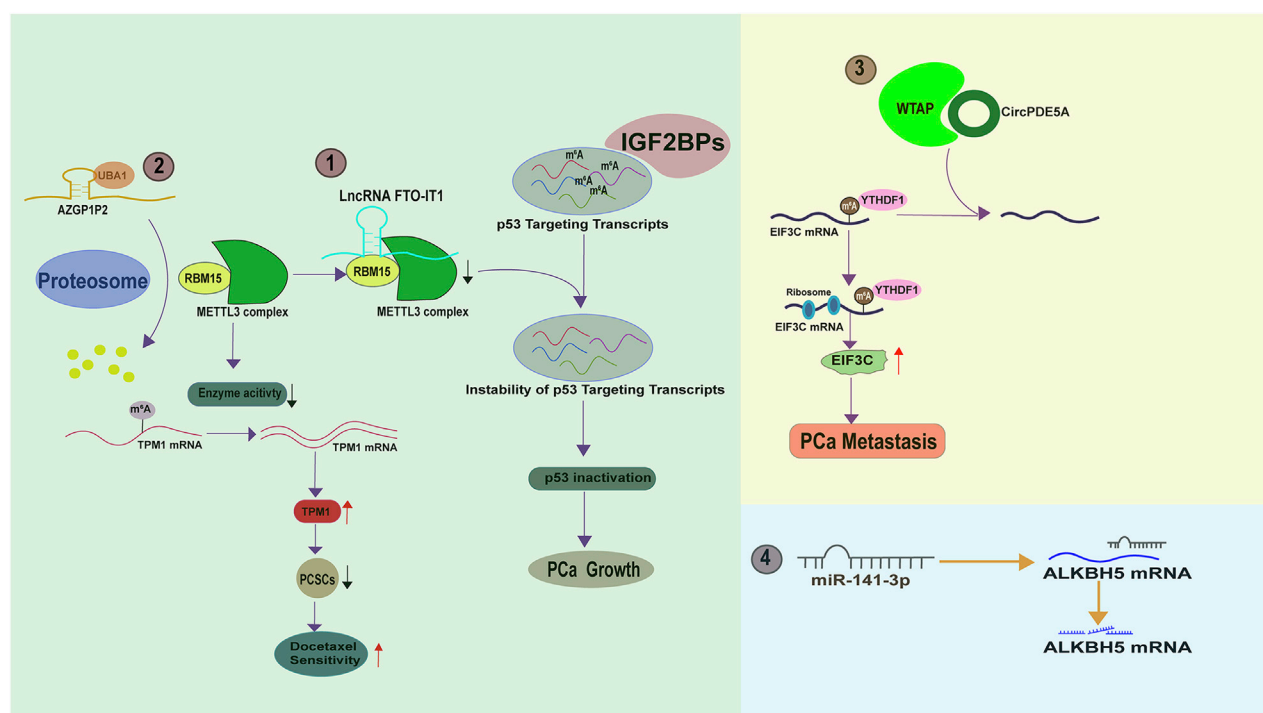 2
UBA1
AZGP1P2
Proteosome
RBM15
METTL3 complex
Enzyme acitivty
m⁶A
TPM1 mRNA
TPM1 mRNA
TPM1
PCSCs
Docetaxel
Sensitivity
1
LncRNA FTO-IT1
RBM15
METTL3 complex
IGF2BPs
m⁶A
m⁶A
m⁶A
m⁶A
p53 Targeting Transcripts
Instability of p53 Targeting Transcripts
p53 inactivation
PCa Growth
3
WTAP
CircPDE5A
YTHDF1
m⁶A
EIF3C mRNA
Ribosome
YTHDF1
m⁶A
EIF3C mRNA
EIF3C
PCa Metastasis
4
miR-141-3p
ALKBH5 mRNA
ALKBH5 mRNA